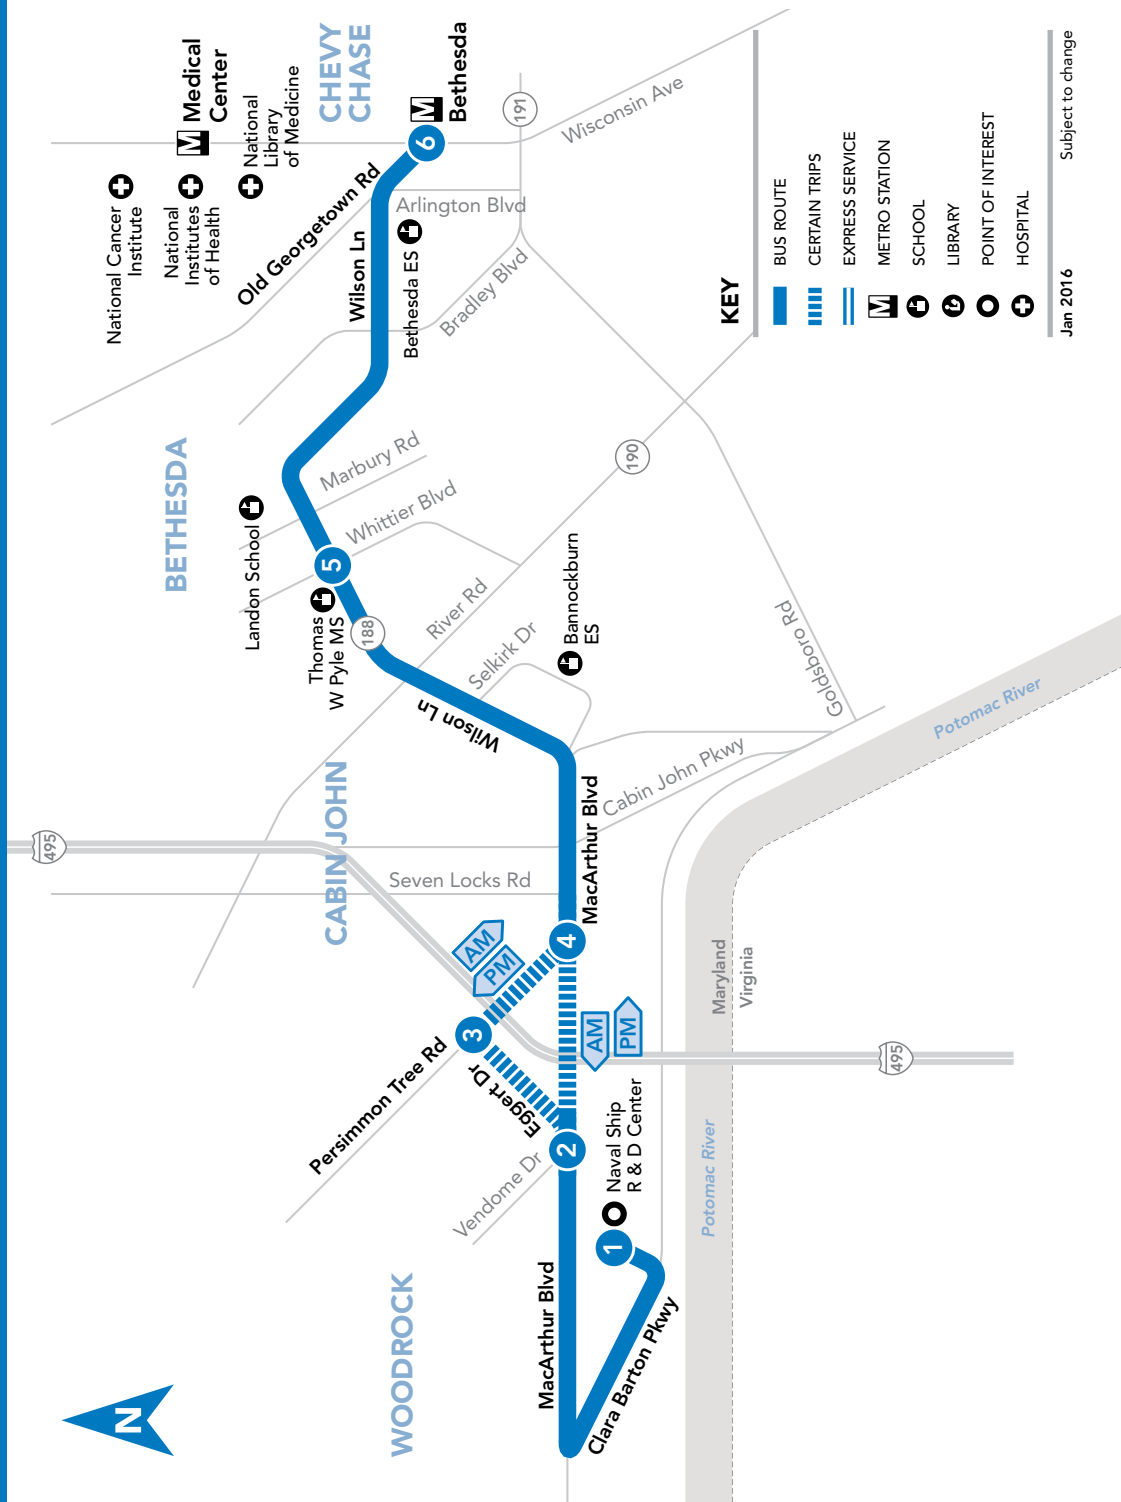 N
WOODROCK
CABIN JOHN
BETHESDA
CHEVY
CHASE
National Cancer
Institute
National
Institutes
of Health
M Medical
Center
National
Library
of Medicine
M
Bethesda
6
Old Georgetown Rd
Wilson Ln
Arlington Blvd
Bethesda ES
Bradley Blvd
191
Wisconsin Ave
Marbury Rd
Whittier Blvd
Landon School
5
Thomas
W Pyle MS
188
River Rd
190
Selkirk Dr
Bannockburn
ES
Wilson Ln
Goldsboro Rd
Cabin John Pkwy
MacArthur Blvd
495
Seven Locks Rd
4
AM
PM
3
Persimmon Tree Rd
Eggert Dr
AM
PM
2
Vendome Dr
Naval Ship
R & D Center
1
MacArthur Blvd
Clara Barton Pkwy
Potomac River
Potomac River
Maryland
Virginia
495
KEY
BUS ROUTE
CERTAIN TRIPS
EXPRESS SERVICE
M METRO STATION
SCHOOL
LIBRARY
POINT OF INTEREST
HOSPITAL
Jan 2016
Subject to change